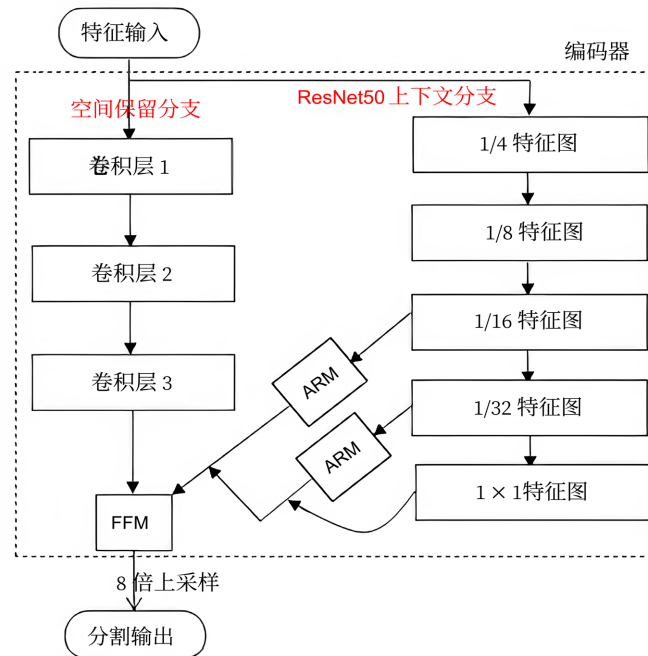 特征输入
编码器
空间保留分支
ResNet50 上下文分支
卷积层 1
1/4 特征图
1/8 特征图
卷积层 2
1/16 特征图
卷积层 3
ARM
1/32 特征图
ARM
1 × 1特征图
FFM
8 倍上采样
分割输出